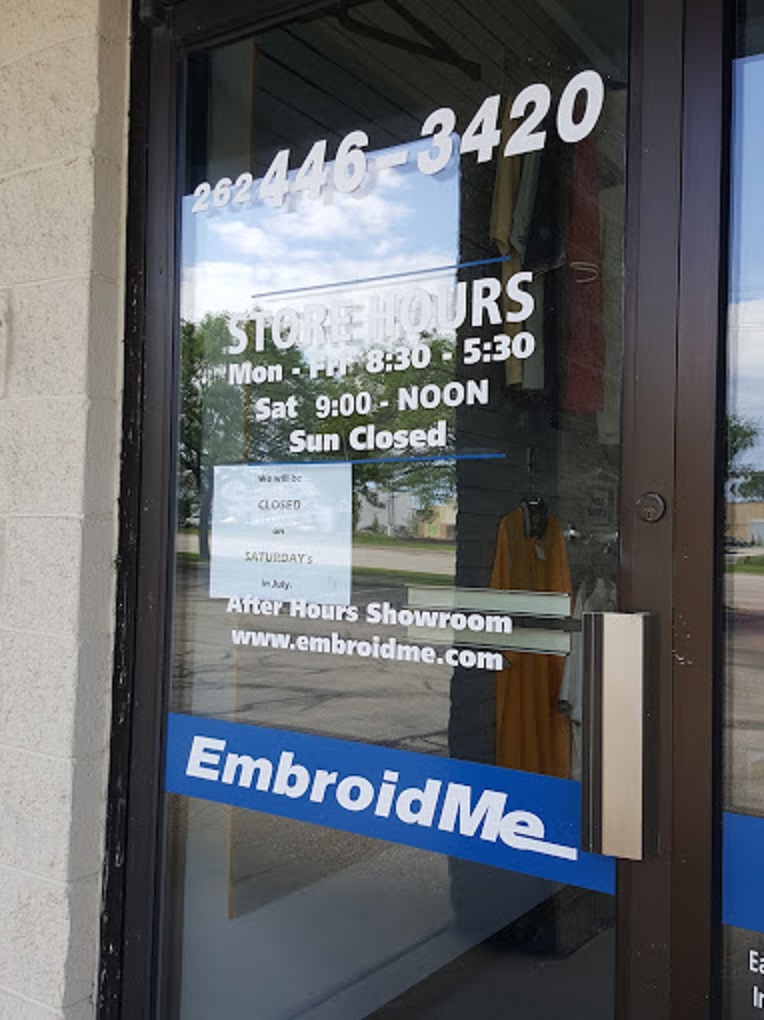 262 446-3420
STORE HOURS
Mon - Fri 8:30 - 5:30
Sat 9:00 - NOON
Sun Closed
We will be
CLOSED
on
SATURDAY's
in July.
After Hours Showroom
www.embroidme.com
EmbroidMe